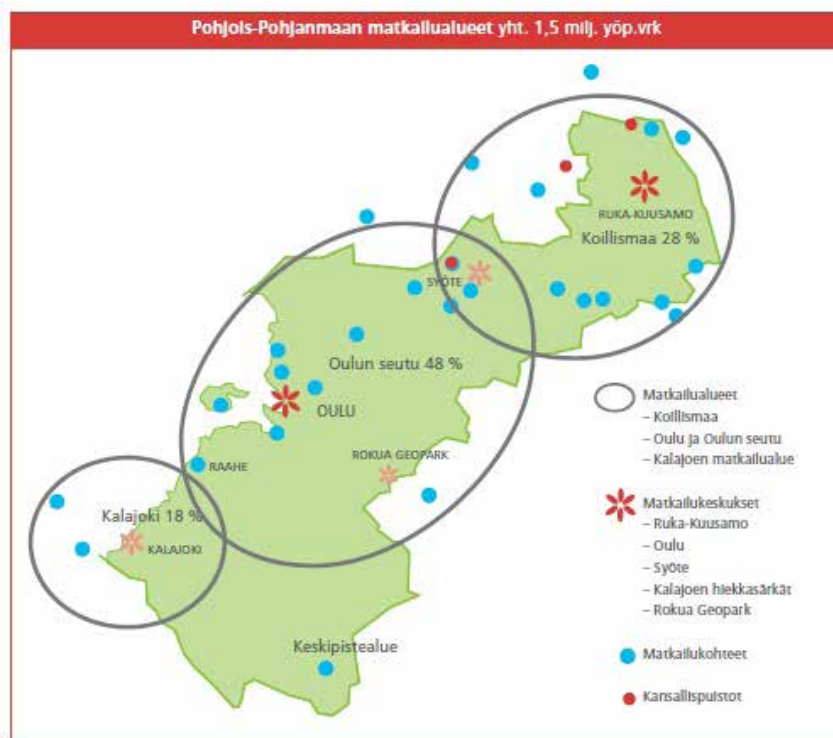 Pohjois-Pohjanmaan matkailualueet yht. 1,5 milj. yöp.vrk
RUKA-KUUSAMO
Koillismaa 28 %
SYÖTE
Oulun seutu 48 %
OULU
ROKUA GEOPARK
RAAHE
Kalajoki 18 %
KALAJOKI
Keskipistealue
Matkailualueet
– Koillismaa
– Oulu ja Oulun seutu
– Kalajoen matkailualue
Matkailukeskukset
– Ruka-Kuusamo
– Oulu
– Syöte
– Kalajoen hiekkasärkät
– Rokua Geopark
Matkailukohteet
Kansallispuistot